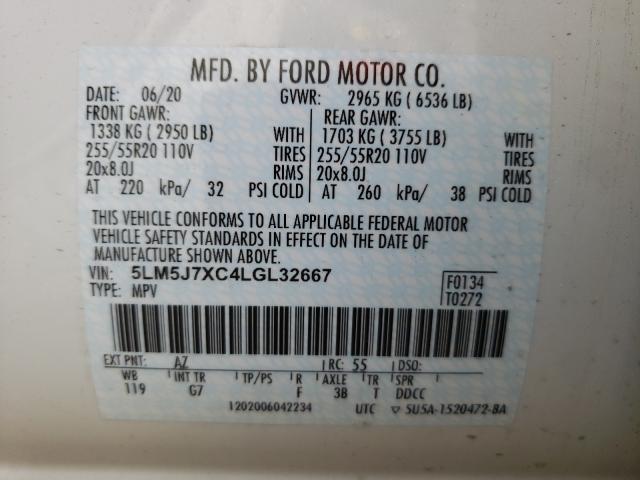 MFD. BY FORD MOTOR CO.
DATE: 06/20 GVWR: 2965 KG ( 6536 LB)
FRONT GAWR: REAR GAWR:
1338 KG ( 2950 LB) WITH 1703 KG ( 3755 LB) WITH
255/55R20 110V TIRES 255/55R20 110V TIRES
20x8.0J RIMS 20x8.0J RIMS
AT 220 kPa/ 32 PSI COLD AT 260 kPa/ 38 PSI COLD
THIS VEHICLE CONFORMS TO ALL APPLICABLE FEDERAL MOTOR
VEHICLE SAFETY STANDARDS IN EFFECT ON THE DATE OF
MANUFACTURE SHOWN ABOVE.
VIN: 5LM5J7XC4LGL32667 F0134
TYPE: MPV T0272
EXT PNT: AZ RC: 55 DSO:
WB INT TR TP/PS R AXLE TR SPR
119 G7 F 3B T DDCC
1202006042234 UTC ▽ 5U5A-1520472-BA